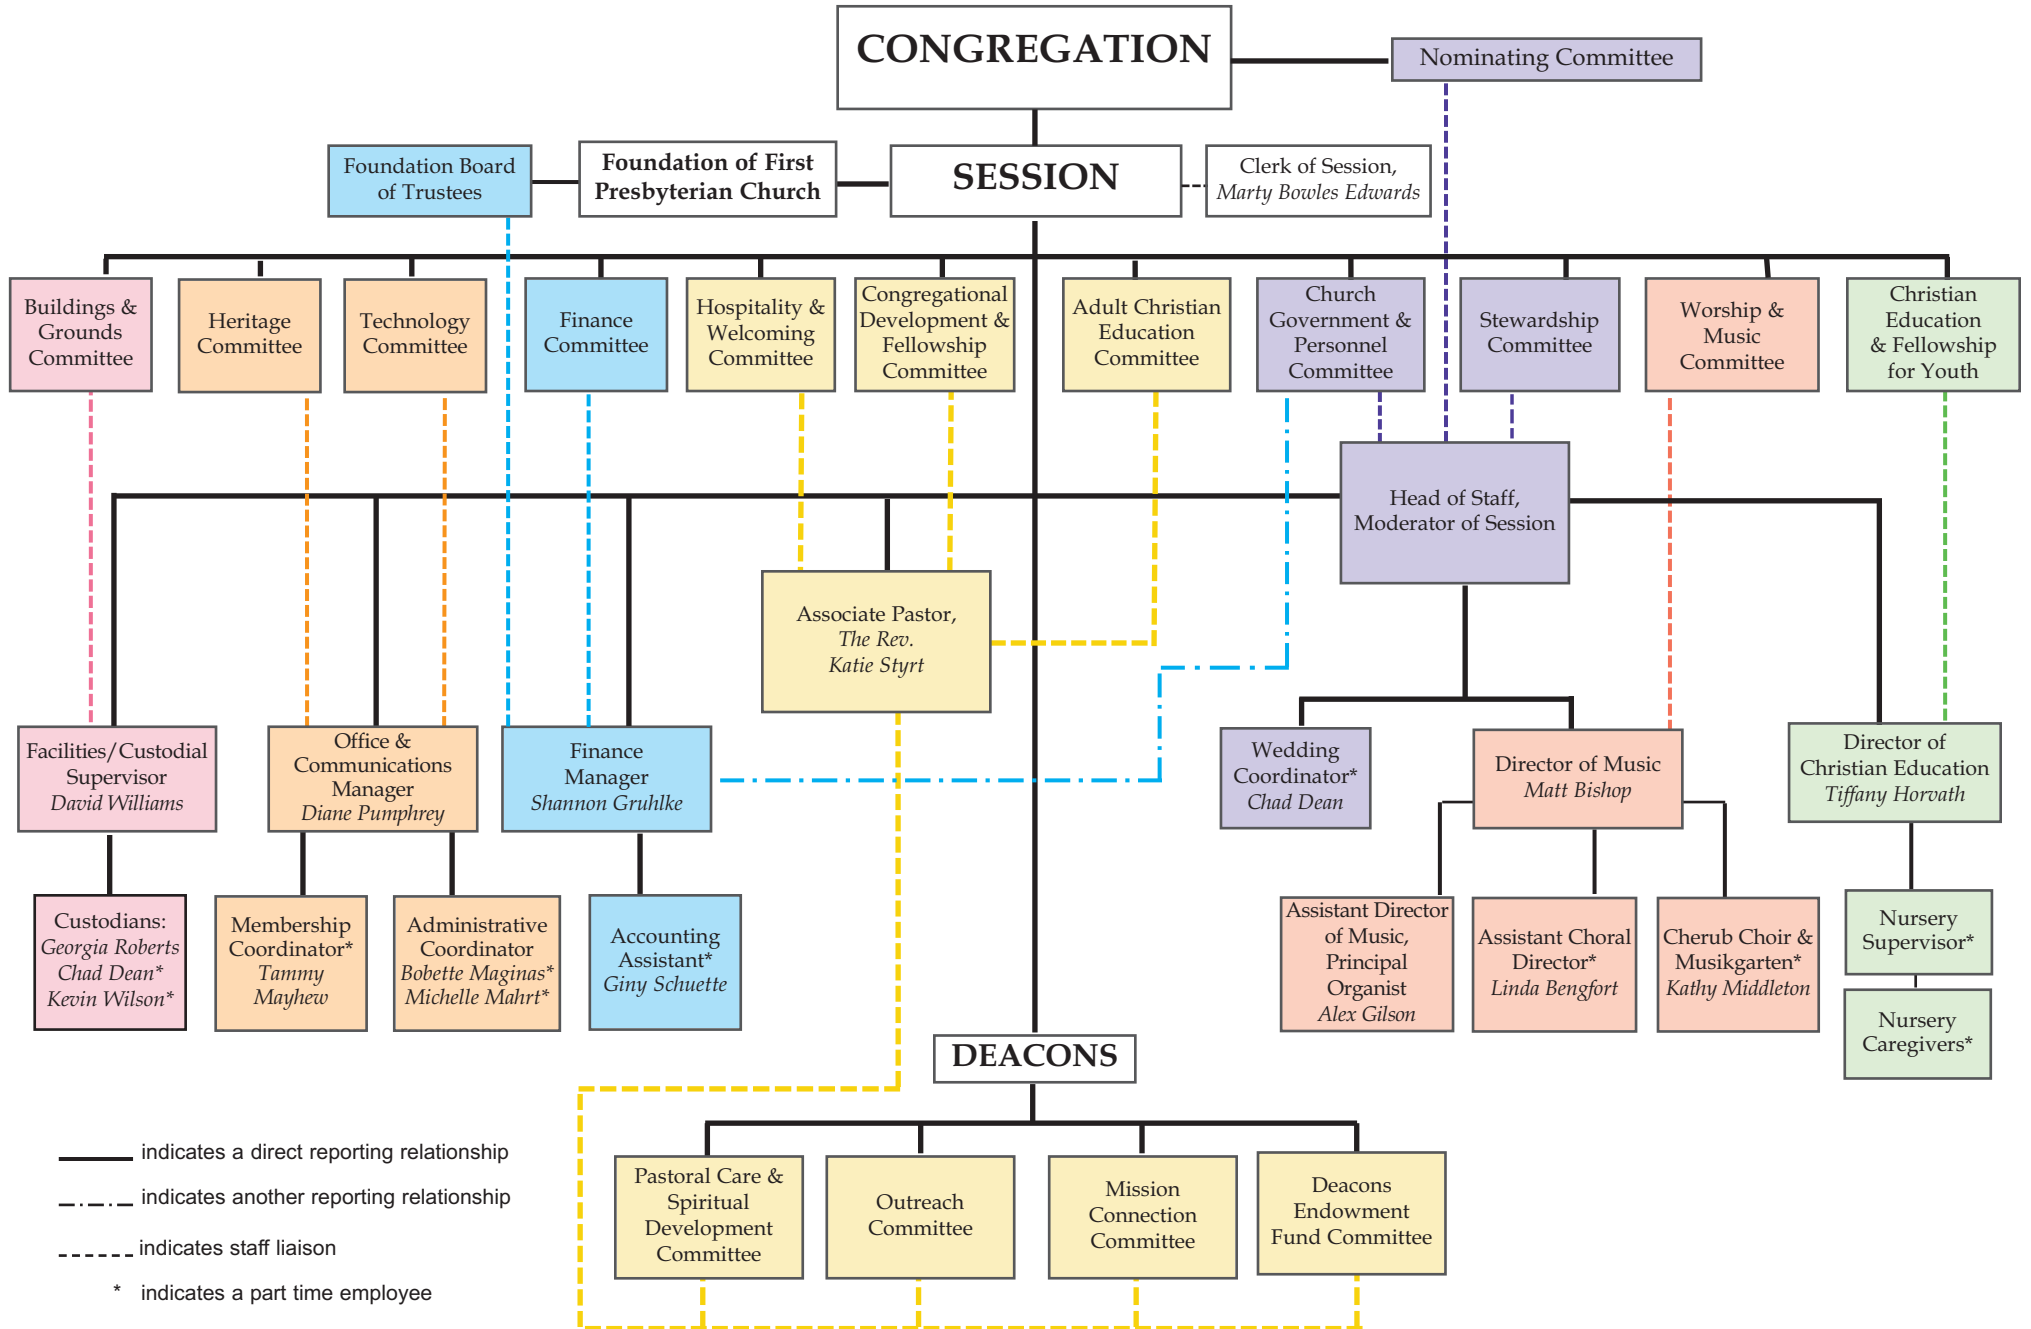 CONGREGATION
Nominating Committee
Foundation Board
of Trustees
Foundation of First
Presbyterian Church
SESSION
Clerk of Session,
Marty Bowles Edwards
Buildings &
Grounds
Committee
Heritage
Committee
Technology
Committee
Finance
Committee
Hospitality &
Welcoming
Committee
Congregational
Development &
Fellowship
Committee
Adult Christian
Education
Committee
Church
Government &
Personnel
Committee
Stewardship
Committee
Worship &
Music
Committee
Christian
Education
& Fellowship
for Youth
Head of Staff,
Moderator of Session
Associate Pastor,
The Rev.
Katie Styrt
Facilities/Custodial
Supervisor
David Williams
Office &
Communications
Manager
Diane Pumphrey
Finance
Manager
Shannon Gruhlke
Wedding
Coordinator*
Chad Dean
Director of Music
Matt Bishop
Director of
Christian Education
Tiffany Horvath
Custodians:
Georgia Roberts
Chad Dean*
Kevin Wilson*
Membership
Coordinator*
Tammy
Mayhew
Administrative
Coordinator
Bobette Maginas*
Michelle Mahrt*
Accounting
Assistant*
Giny Schuette
Assistant Director
of Music,
Principal
Organist
Alex Gilson
Assistant Choral
Director*
Linda Bengfort
Cherub Choir &
Musikgarten*
Kathy Middleton
Nursery
Supervisor*
Nursery
Caregivers*
DEACONS
Pastoral Care &
Spiritual
Development
Committee
Outreach
Committee
Mission
Connection
Committee
Deacons
Endowment
Fund Committee
indicates a direct reporting relationship
indicates another reporting relationship
indicates staff liaison
* indicates a part time employee